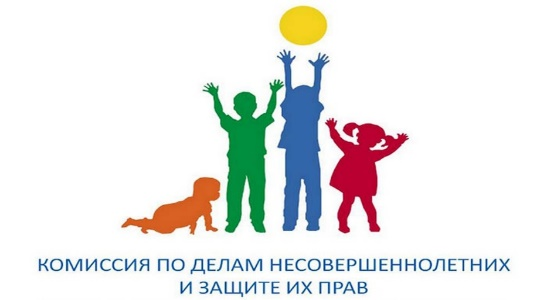 КОМИССИЯ ПО ДЕЛАМ НЕСОВЕРШЕННОЛЕТНИХ
И ЗАЩИТЕ ИХ ПРАВ